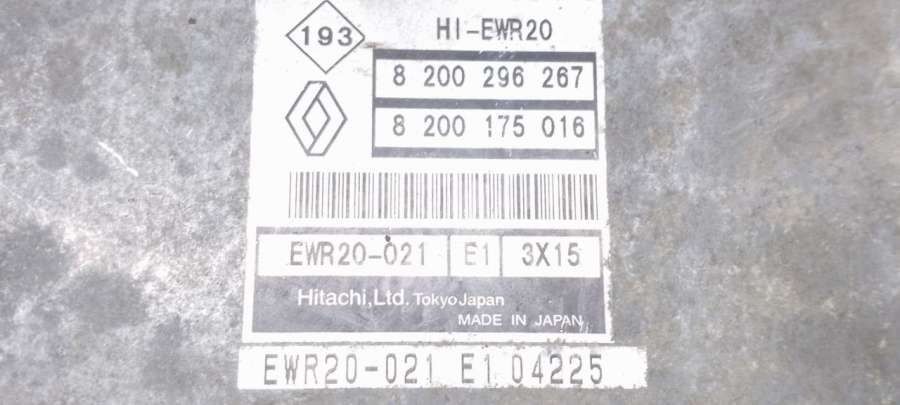 193 HI-EWR20
8 200 296 267
8 200 175 016
EWR20-021 E1 3X15
Hitachi,Ltd. Tokyo Japan
MADE IN JAPAN
EWR20-021 E1 04225